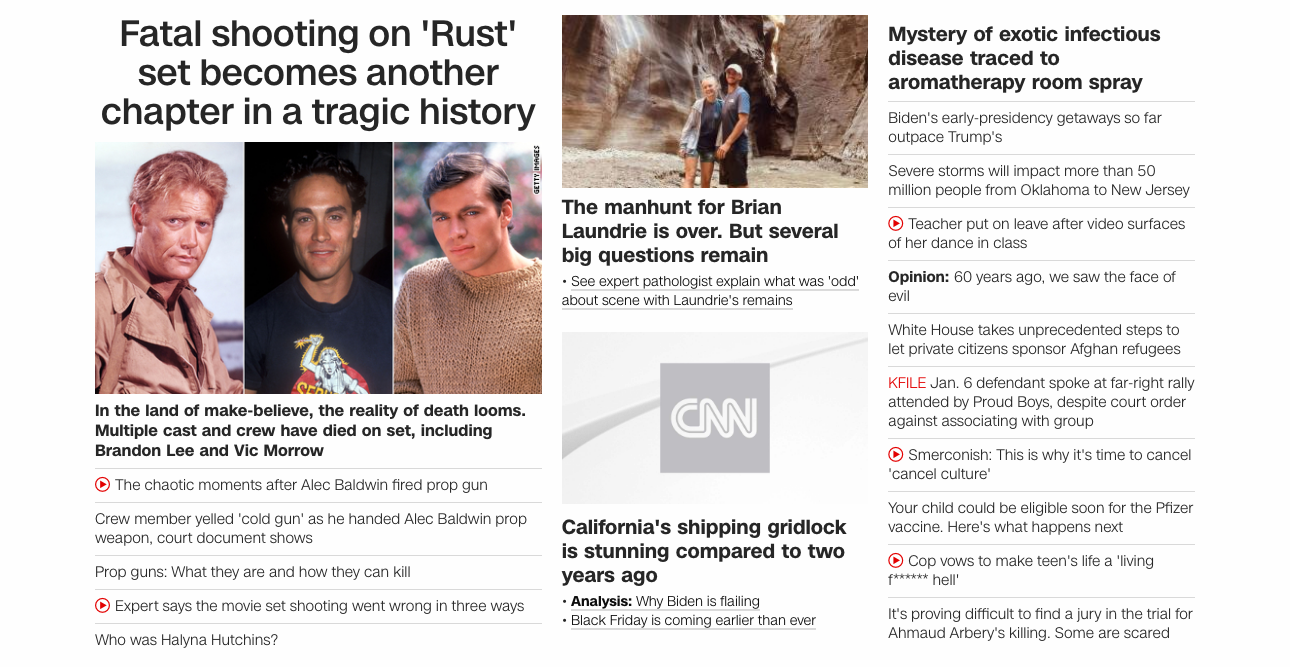 Fatal shooting on 'Rust'
set becomes another
chapter in a tragic history
GETTY IMAGES
In the land of make-believe, the reality of death looms.
Multiple cast and crew have died on set, including
Brandon Lee and Vic Morrow
The chaotic moments after Alec Baldwin fired prop gun
Crew member yelled 'cold gun' as he handed Alec Baldwin prop
weapon, court document shows
Prop guns: What they are and how they can kill
Expert says the movie set shooting went wrong in three ways
Who was Halyna Hutchins?
The manhunt for Brian
Laundrie is over. But several
big questions remain
• See expert pathologist explain what was 'odd'
about scene with Laundrie's remains
CNN
California's shipping gridlock
is stunning compared to two
years ago
• Analysis: Why Biden is flailing
• Black Friday is coming earlier than ever
Mystery of exotic infectious
disease traced to
aromatherapy room spray
Biden's early-presidency getaways so far
outpace Trump's
Severe storms will impact more than 50
million people from Oklahoma to New Jersey
Teacher put on leave after video surfaces
of her dance in class
Opinion: 60 years ago, we saw the face of
evil
White House takes unprecedented steps to
let private citizens sponsor Afghan refugees
KFILE Jan. 6 defendant spoke at far-right rally
attended by Proud Boys, despite court order
against associating with group
Smerconish: This is why it's time to cancel
'cancel culture'
Your child could be eligible soon for the Pfizer
vaccine. Here's what happens next
Cop vows to make teen's life a 'living
f****** hell'
It's proving difficult to find a jury in the trial for
Ahmaud Arbery's killing. Some are scared